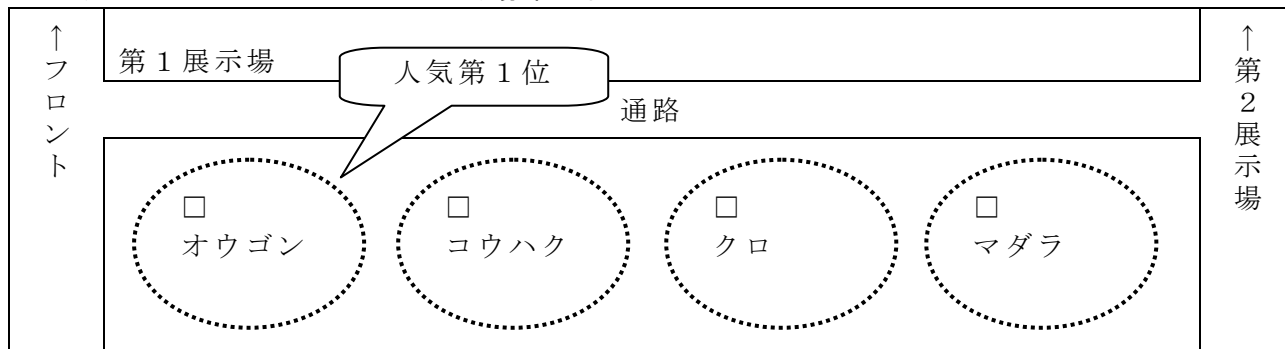 ↑フロント
第１展示場
人気第１位
↑第２展示場
通路
□ □ □ □
オウゴン コウハク クロ マダラ